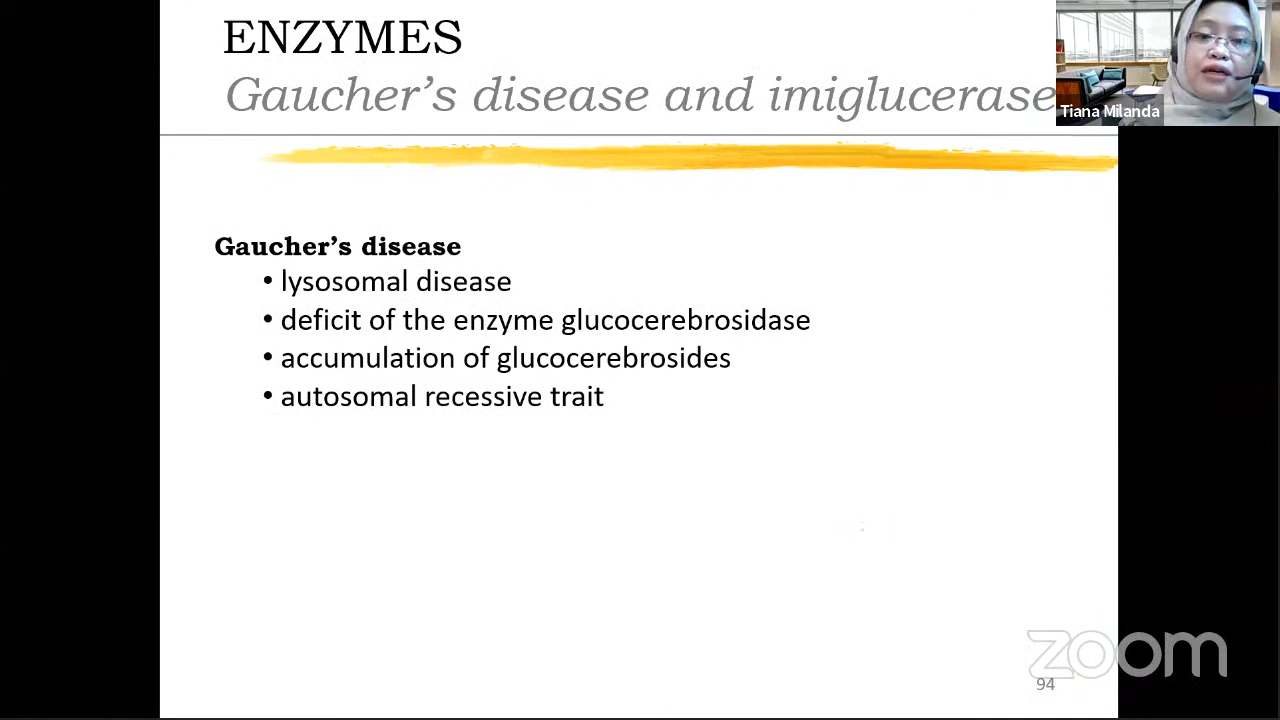 ENZYMES
Gaucher’s disease and imiglucerase
Tiana Milanda
Gaucher’s disease
• lysosomal disease
• deficit of the enzyme glucocerebrosidase
• accumulation of glucocerebrosides
• autosomal recessive trait
zoom
94